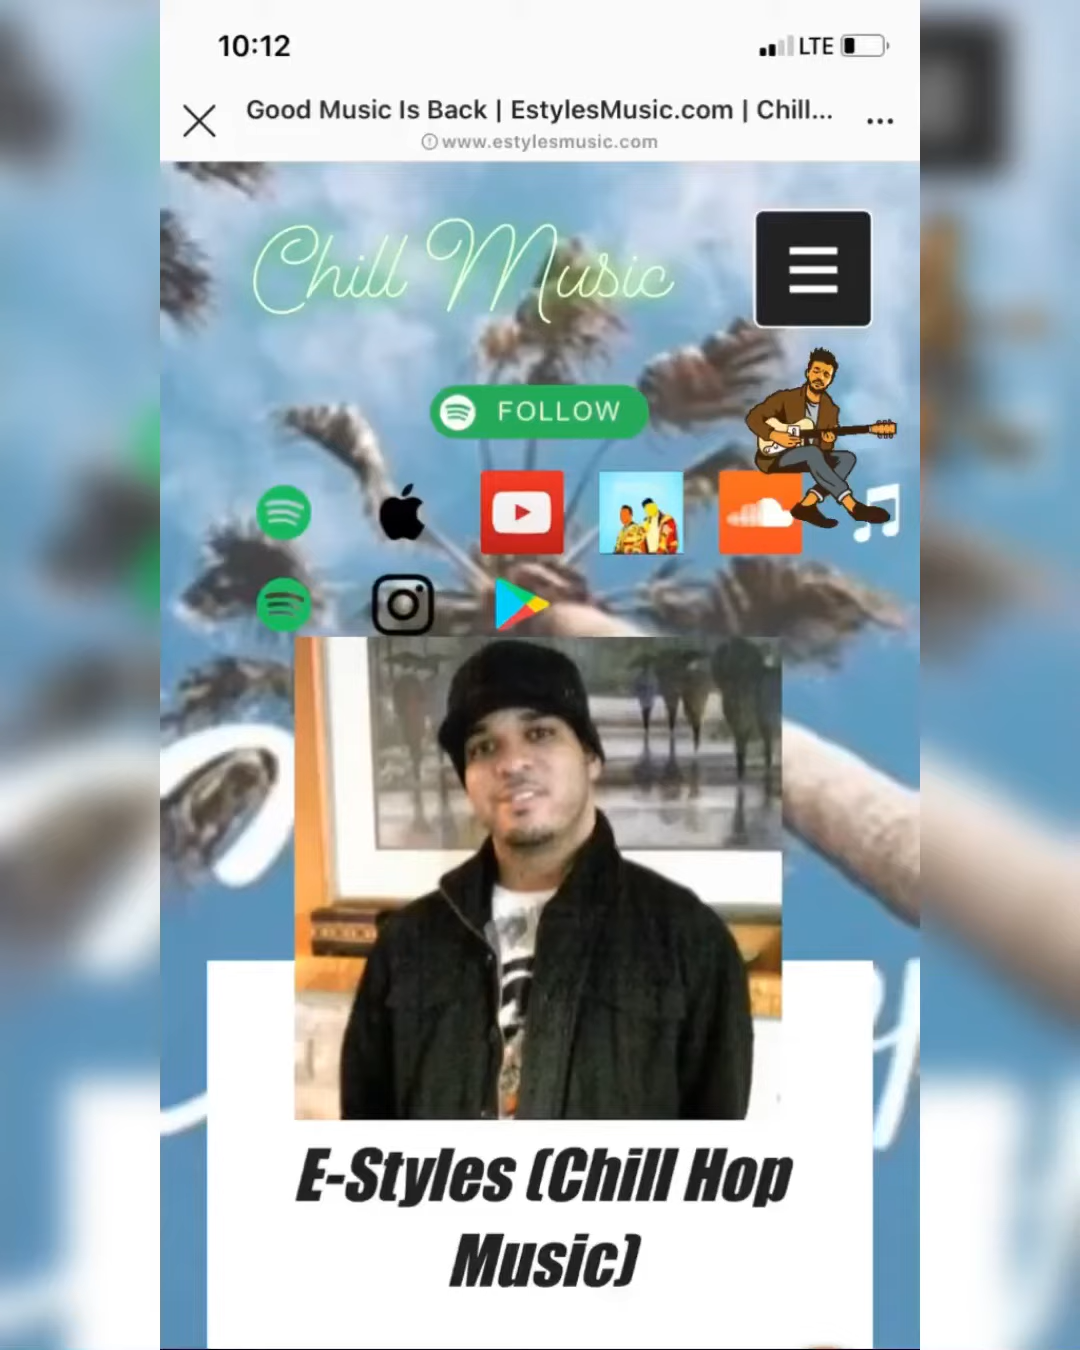 10:12
LTE
Good Music Is Back | EstylesMusic.com | Chill...
www.estylesmusic.com
Chill Music
FOLLOW
E-Styles (Chill Hop
Music)